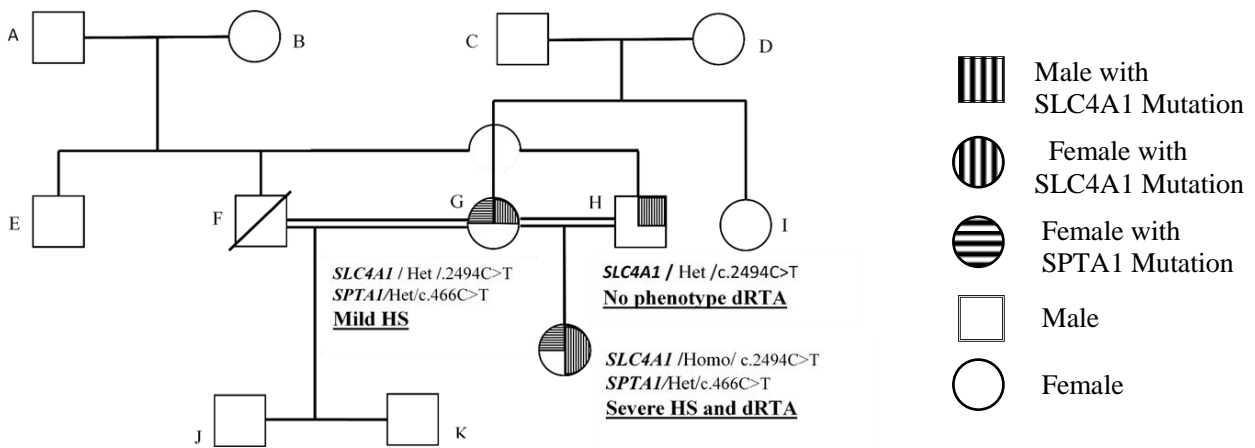 A
B
C
D
E
F
G
H
I
SLC4A1 / Het /.2494C>T
SPTA1/Het/c.466C>T
Mild HS
SLC4A1 / Het /c.2494C>T
No phenotype dRTA
SLC4A1 /Homo/ c.2494C>T
SPTA1/Het/c.466C>T
Severe HS and dRTA
J
K
Male with
SLC4A1 Mutation
Female with
SLC4A1 Mutation
Female with
SPTA1 Mutation
Male
Female